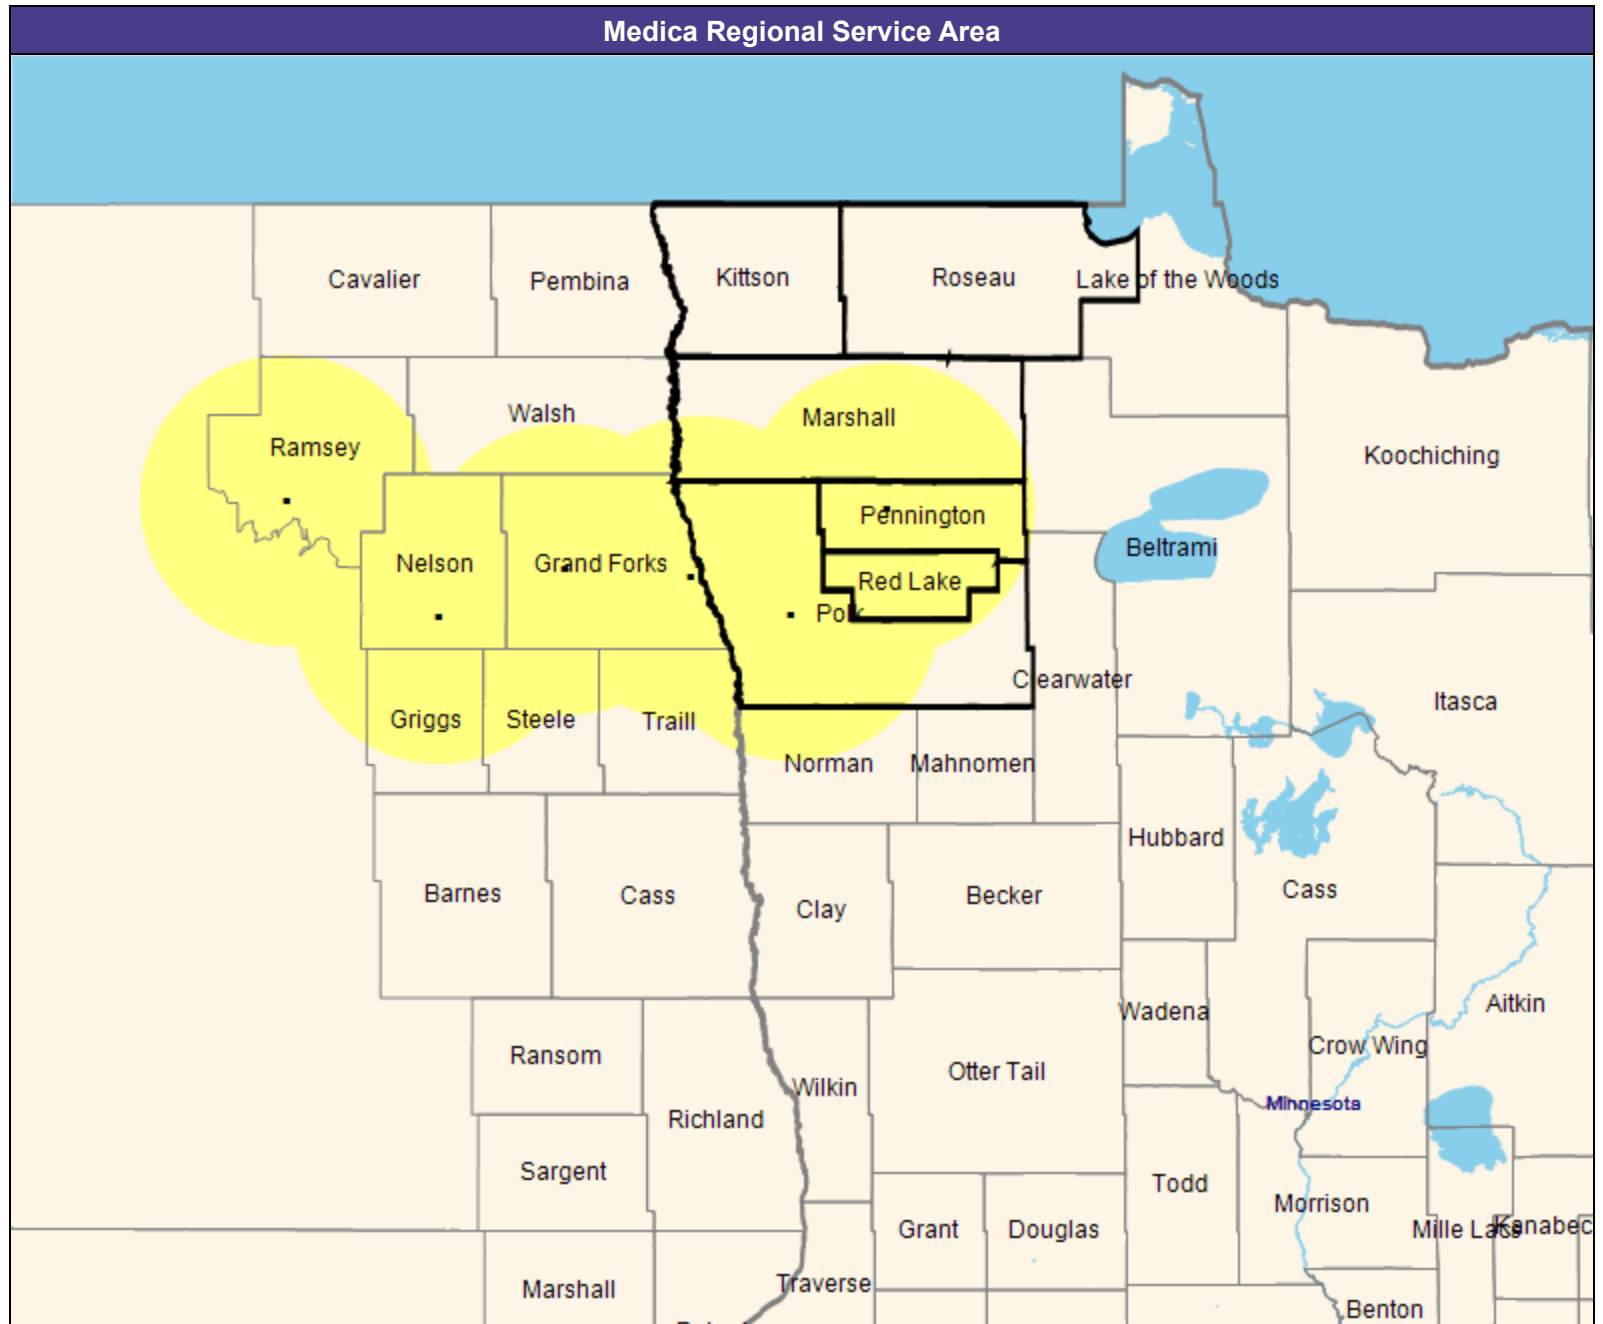 Medica Regional Service Area
Cavalier
Pembina
Kittson
Roseau
Lake of the Woods
Walsh
Marshall
Ramsey
Koochiching
Pennington
Beltrami
Nelson
Grand Forks
Red Lake
Polk
Clearwater
Griggs
Steele
Traill
Itasca
Norman
Mahnomen
Hubbard
Barnes
Cass
Clay
Becker
Cass
Wadena
Aitkin
Ransom
Otter Tail
Crow Wing
Wilkin
Minnesota
Richland
Sargent
Todd
Morrison
Grant
Douglas
Mille Lacs
Kanabec
Marshall
Traverse
Benton